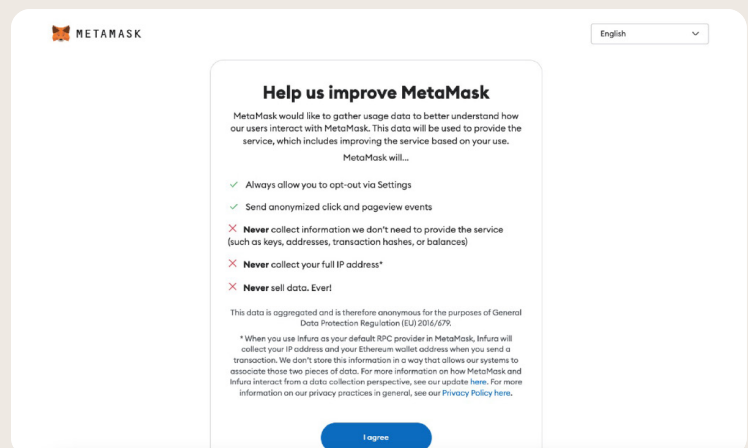 METAMASK
English
Help us improve MetaMask
MetaMask would like to gather usage data to better understand how
our users interact with MetaMask. This data will be used to provide the
service, which includes improving the service based on your use.
MetaMask will...
Always allow you to opt-out via Settings
Send anonymized click and pageview events
Never collect information we don't need to provide the service
(such as keys, addresses, transaction hashes, or balances)
Never collect your full IP address*
Never sell data. Ever!
This data is aggregated and is therefore anonymous for the purposes of General
Data Protection Regulation (EU) 2016/679.
* When you use Infura as your default RPC provider in MetaMask, Infura will
collect your IP address and your Ethereum wallet address when you send a
transaction. We don't store this information in a way that allows our systems to
associate those two pieces of data. For more information on how MetaMask and
Infura interact from a data collection perspective, see our update here. For more
information on our privacy practices in general, see our Privacy Policy here.
I agree